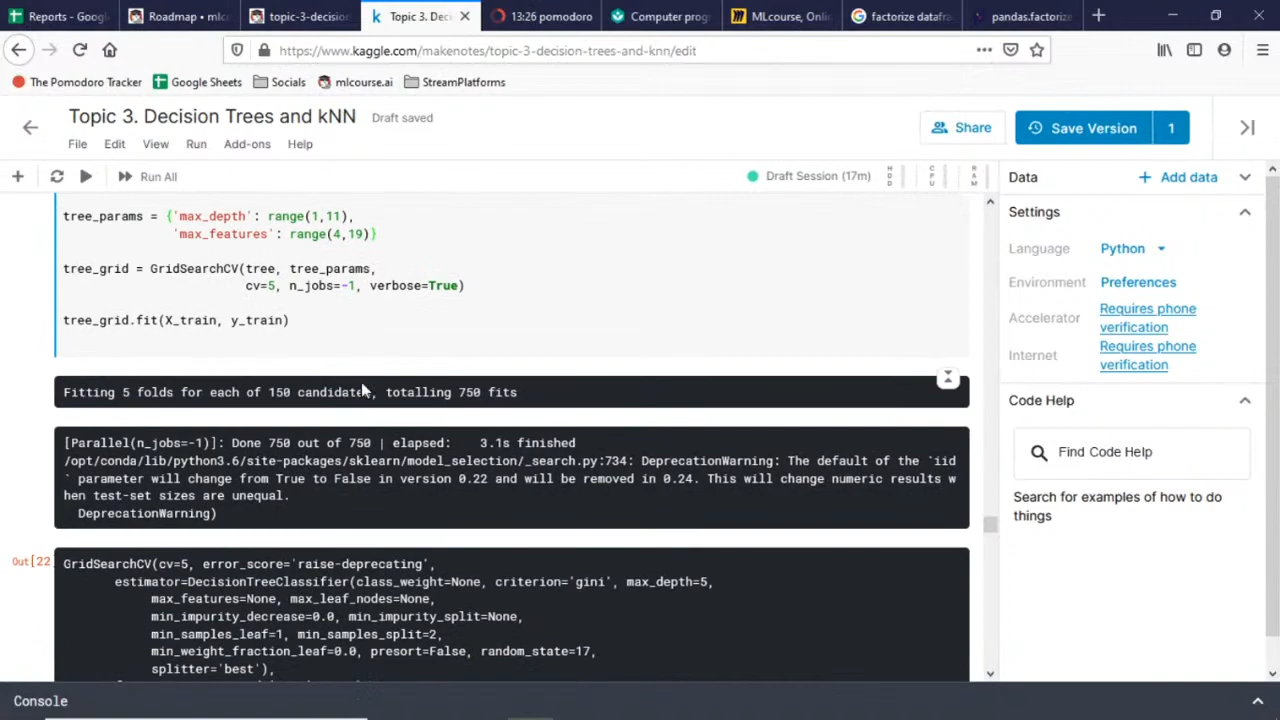 Reports - Goog
Roadmap • mlc
topic-3-decision
Topic 3. Deci
13:26 pomodoro
Computer prog
MLcourse, Onli
factorize datafra
pandas.factorize
https://www.kaggle.com/makenotes/topic-3-decision-trees-and-knn/edit
The Pomodoro Tracker
Google Sheets
Socials
mlcourse.ai
StreamPlatforms
Topic 3. Decision Trees and kNN
Draft saved
Share
Save Version
1
File
Edit
View
Run
Add-ons
Help
Run All
Draft Session (17m)
HDD
CPU
RAM
Data
Add data
tree_params = {'max_depth': range(1,11),
'max_features': range(4,19)}
tree_grid = GridSearchCV(tree, tree_params,
cv=5, n_jobs=-1, verbose=True)
tree_grid.fit(X_train, y_train)
Fitting 5 folds for each of 150 candidates, totalling 750 fits
[Parallel(n_jobs=-1)]: Done 750 out of 750 | elapsed:    3.1s finished
/opt/conda/lib/python3.6/site-packages/sklearn/model_selection/_search.py:734: DeprecationWarning: The default of the `iid
` parameter will change from True to False in version 0.22 and will be removed in 0.24. This will change numeric results w
hen test-set sizes are unequal.
DeprecationWarning)
Out[22
GridSearchCV(cv=5, error_score='raise-deprecating',
estimator=DecisionTreeClassifier(class_weight=None, criterion='gini', max_depth=5,
max_features=None, max_leaf_nodes=None,
min_impurity_decrease=0.0, min_impurity_split=None,
min_samples_leaf=1, min_samples_split=2,
min_weight_fraction_leaf=0.0, presort=False, random_state=17,
splitter='best'),
Settings
Language
Python
Environment
Preferences
Accelerator
Requires phone
verification
Internet
Requires phone
verification
Code Help
Find Code Help
Search for examples of how to do
things
Console